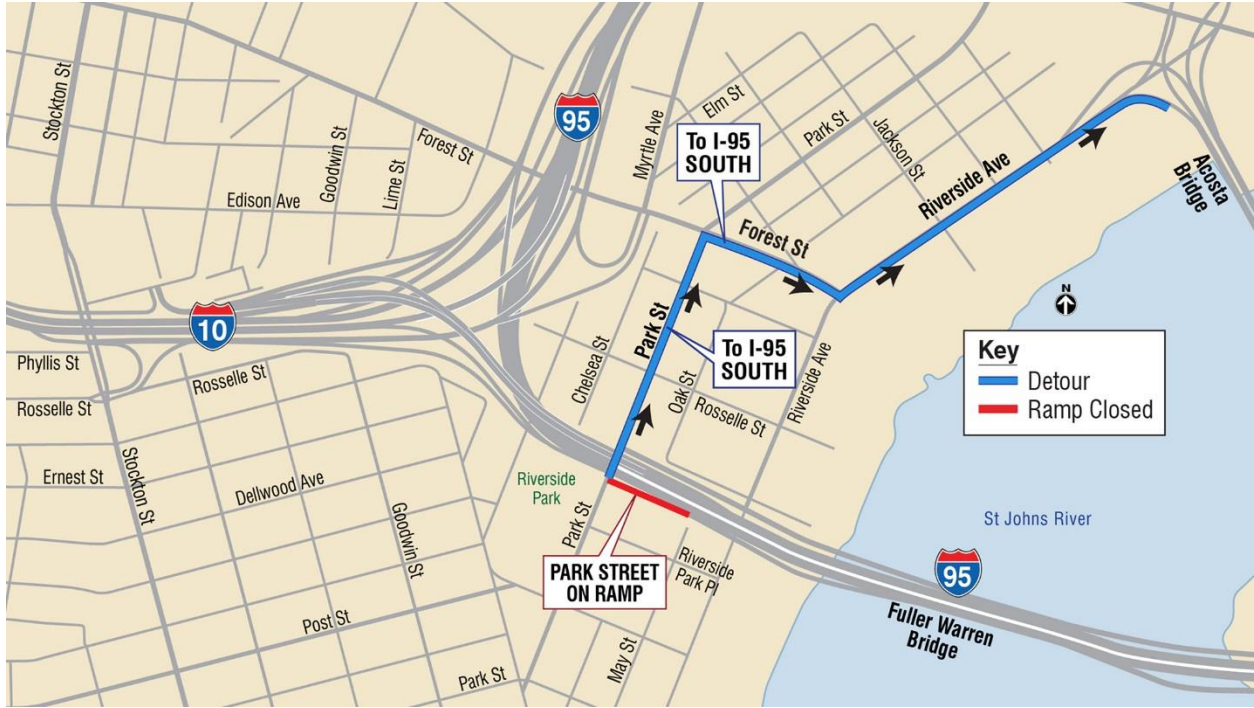 Stockton St
Forest St
95
Goodwin St
Lime St
Edison Ave
Myrtle Ave
Elm St
To I-95
SOUTH
Park St
Jackson St
Riverside Ave
Acosta
Bridge
Forest St
N
10
Phyllis St
Rosselle St
Rosselle St
Chelsea St
Park St
To I-95
SOUTH
Oak St
Rosselle St
Riverside Ave
Key
Detour
Ramp Closed
Ernest St
Stockton St
Dellwood Ave
Goodwin St
Riverside
Park
Park St
PARK STREET
ON RAMP
Riverside
Park Pl
St Johns River
95
Fuller Warren
Bridge
Post St
May St
Park St